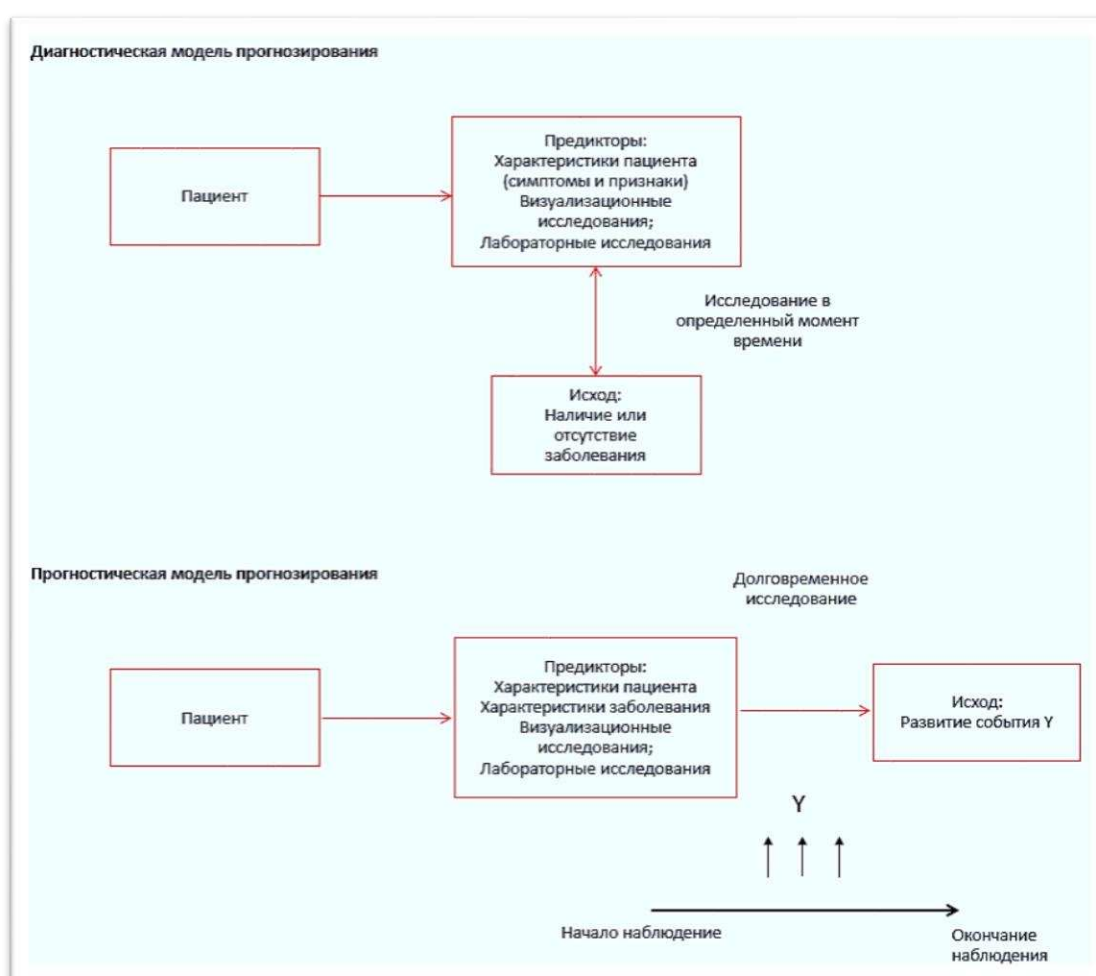 Диагностическая модель прогнозирования
Пациент
Предикторы:
Характеристики пациента
(симптомы и признаки)
Визуализационные
исследования;
Лабораторные исследования
Исследование в
определенный момент
времени
Исход:
Наличие или
отсутствие
заболевания
Прогностическая модель прогнозирования
Долговременное
исследование
Пациент
Предикторы:
Характеристики пациента
Характеристики заболевания
Визуализационные
исследования;
Лабораторные исследования
Исход:
Развитие события Y
Y
Начало наблюдение
Окончание
наблюдения